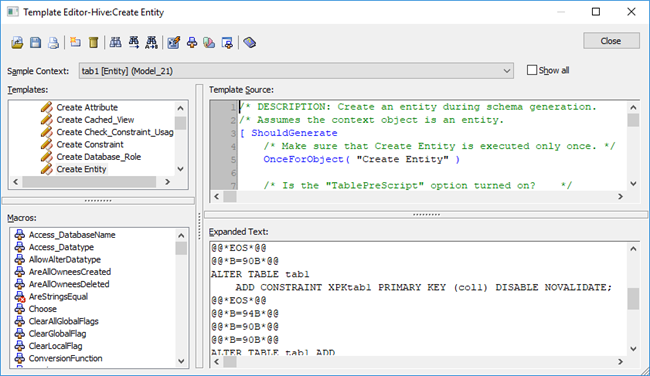 Template Editor-Hive:Create Entity
Close
Sample Context:
tab1 [Entity] (Model_21)
Show all
Templates:
Create Attribute
Create Cached_View
Create Check_Constraint_Usag
Create Constraint
Create Database_Role
Create Entity
Macros:
Access_DatabaseName
Access_Datatype
AllowAlterDatatype
AreAllOwneesCreated
AreAllOwneesDeleted
AreStringsEqual
Choose
ClearAllGlobalFlags
ClearGlobalFlag
ClearLocalFlag
ConversionFunction
Template Source:
1 /* DESCRIPTION: Create an entity during schema generation.
2 /* Assumes the context object is an entity.
3 [ ShouldGenerate
4 /* Make sure that Create Entity is executed only once. */
5 OnceForObject( "Create Entity" )
6
7 /* Is the "TablePreScript" option turned on? */
Expanded Text:
@@*EOS*@@
@@*B=90B*@@
ALTER TABLE tab1
ADD CONSTRAINT XPKtab1 PRIMARY KEY (col1) DISABLE NOVALIDATE;
@@*EOS*@@
@@*B=94B*@@
@@*B=90B*@@
@@*B=90B*@@
ALTER TABLE tab1 ADD